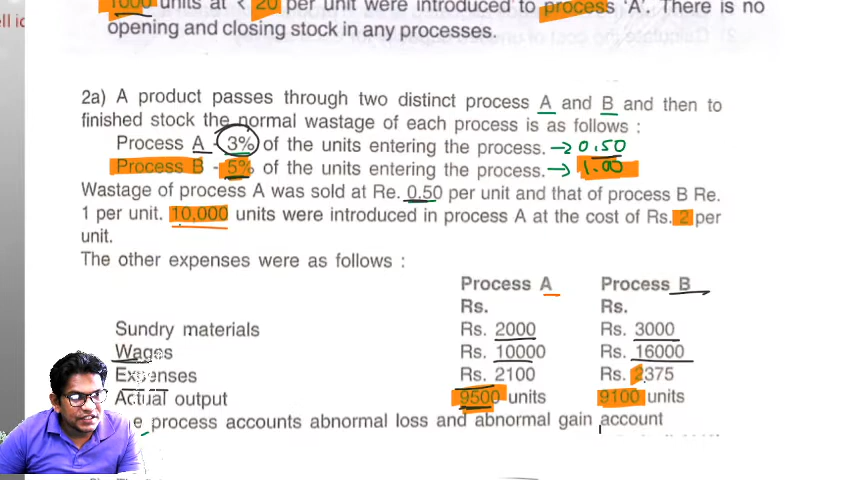 ell ic
1000 units at < 20 per unit were introduced to process 'A'. There is no
opening and closing stock in any processes.
2a) A product passes through two distinct process A and B and then to
finished stock the normal wastage of each process is as follows :
Process A - 3% of the units entering the process. → 0.50
Process B - 5% of the units entering the process. → 1.00
Wastage of process A was sold at Re. 0.50 per unit and that of process B Re.
1 per unit. 10,000 units were introduced in process A at the cost of Rs. 2 per
unit.
The other expenses were as follows :
Process A Process B
Rs. Rs.
Sundry materials Rs. 2000 Rs. 3000
Wages Rs. 10000 Rs. 16000
Expenses Rs. 2100 Rs. 2375
Actual output 9500 units 9100 units
e process accounts abnormal loss and abnormal gain account